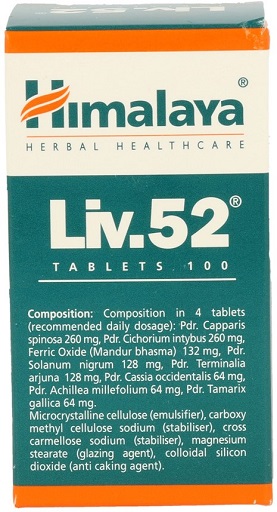 Himalaya®
HERBAL HEALTHCARE
Liv.52®
TABLETS 100
Composition: Composition in 4 tablets
(recommended daily dosage): Pdr. Capparis
spinosa 260 mg, Pdr. Cichorium intybus 260 mg,
Ferric Oxide (Mandur bhasma) 132 mg, Pdr.
Solanum nigrum 128 mg, Pdr. Terminalia
arjuna 128 mg, Pdr. Cassia occidentalis 64 mg,
Pdr. Achillea millefolium 64 mg, Pdr. Tamarix
gallica 64 mg.
Microcrystalline cellulose (emulsifier), carboxy
methyl cellulose sodium (stabiliser), cross
carmellose sodium (stabiliser), magnesium
stearate (glazing agent), colloidal silicon
dioxide (anti caking agent).